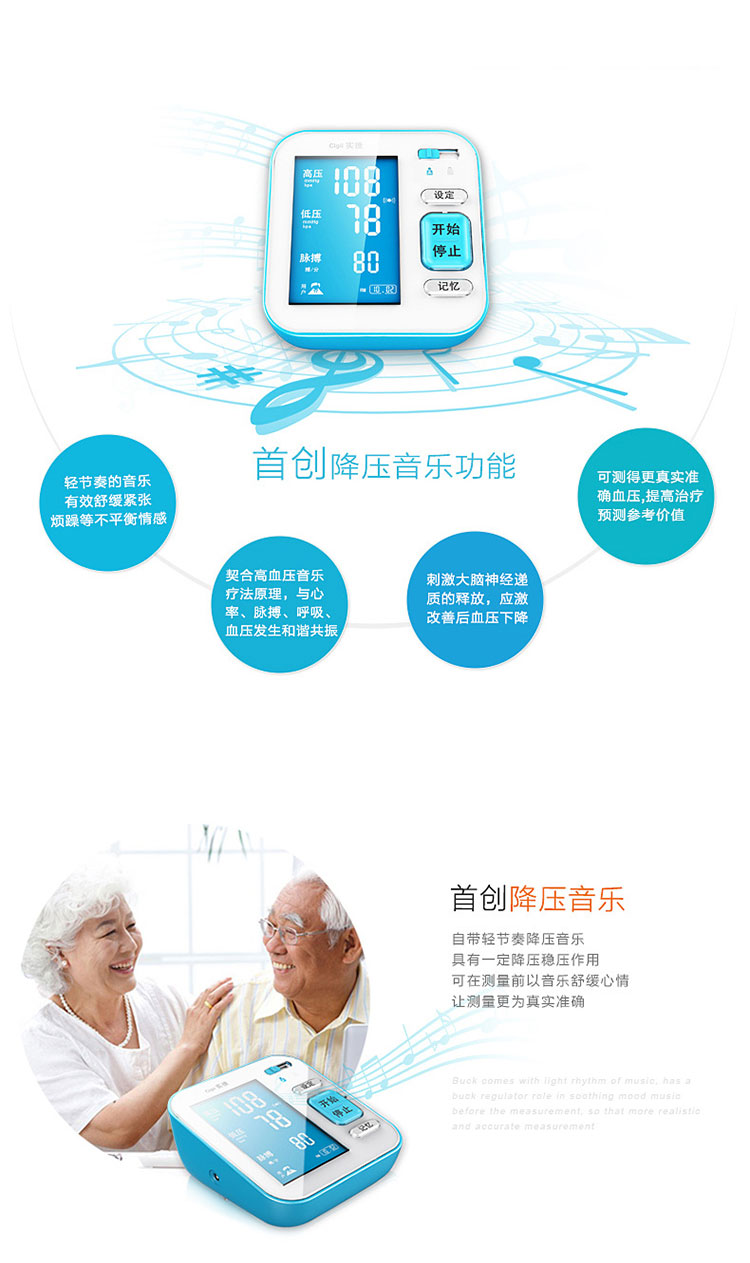 实捷
高压
mmHg
kpa
108
低压
mmHg
kpa
78
脉搏
搏/分
80
用户
PM 10:02
设定
开始
停止
记忆
首创降压音乐功能
轻节奏的音乐
有效舒缓紧张
烦躁等不平衡情感
契合高血压音乐
疗法原理，与心
率、脉搏、呼吸、
血压发生和谐共振
刺激大脑神经递
质的释放，应激
改善后血压下降
可测得更真实准
确血压,提高治疗
预测参考价值
首创降压音乐
自带轻节奏降压音乐
具有一定降压稳压作用
可在测量前以音乐舒缓心情
让测量更为真实准确
Buck comes with light rhythm of music, has a
buck regulator role in soothing mood music
before the measurement, so that more realistic
and accurate measurement
108
低压
78
脉搏
搏/分
80
设定
开始
停止
记忆